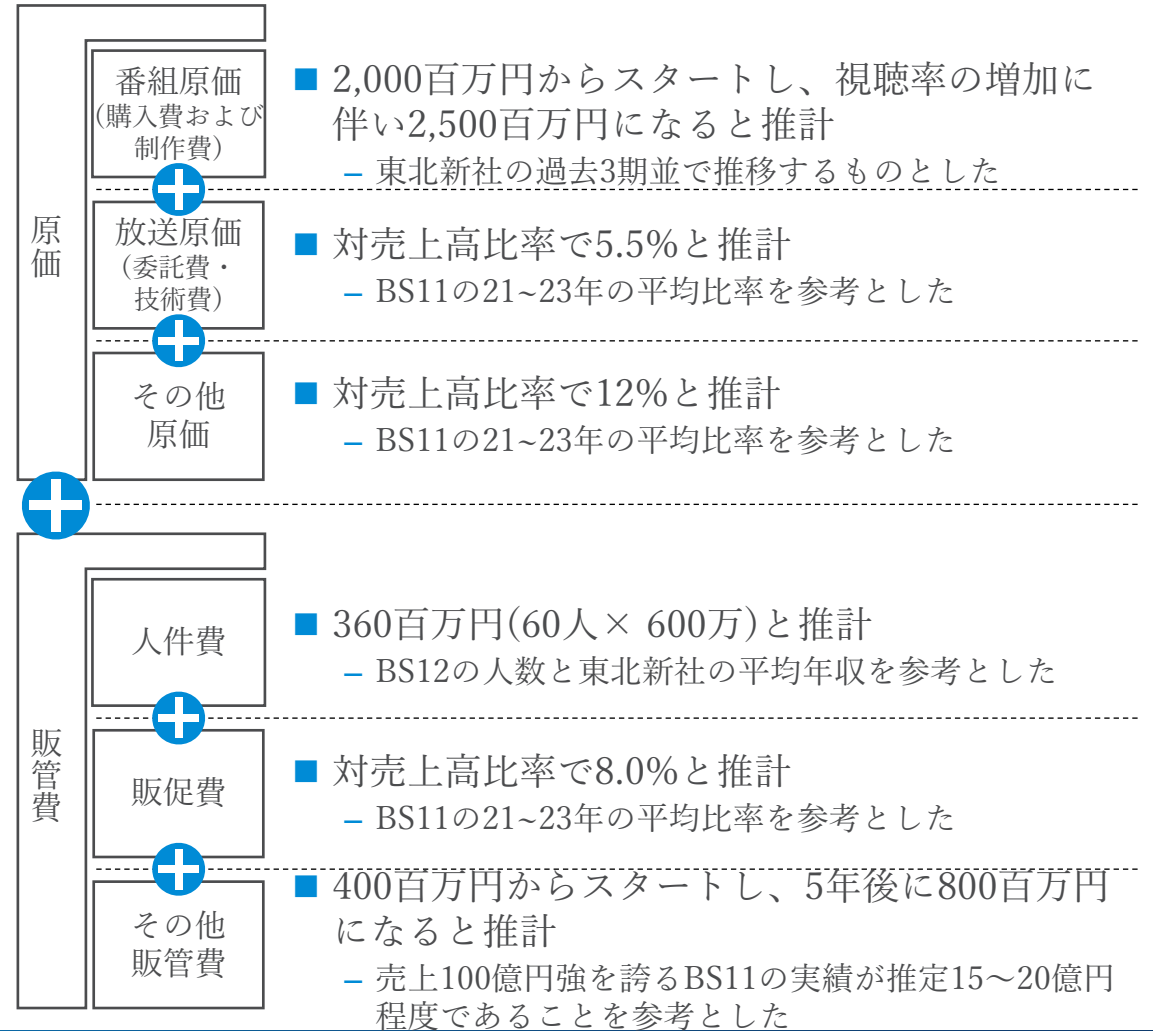 原価
番組原価
(購入費および
制作費)
■ 2,000百万円からスタートし、視聴率の増加に
伴い2,500百万円になると推計
– 東北新社の過去3期並で推移するものとした
放送原価
(委託費・
技術費)
■ 対売上高比率で5.5%と推計
– BS11の21~23年の平均比率を参考とした
その他
原価
■ 対売上高比率で12%と推計
– BS11の21~23年の平均比率を参考とした
販管費
人件費
■ 360百万円(60人× 600万)と推計
– BS12の人数と東北新社の平均年収を参考とした
販促費
■ 対売上高比率で8.0%と推計
– BS11の21~23年の平均比率を参考とした
その他
販管費
■ 400百万円からスタートし、5年後に800百万円
になると推計
– 売上100億円強を誇るBS11の実績が推定15〜20億円
程度であることを参考とした